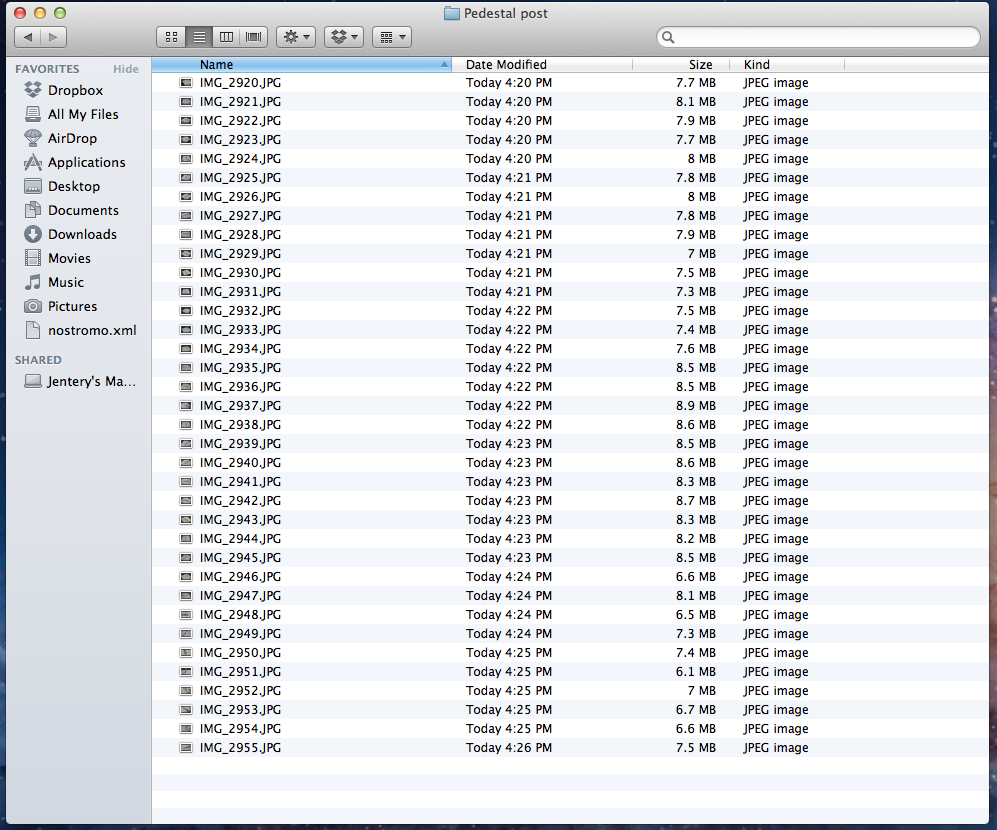 Pedestal post
FAVORITES Hide
Dropbox
All My Files
AirDrop
Applications
Desktop
Documents
Downloads
Movies
Music
Pictures
nostromo.xml
SHARED
Jentery's Ma...
Name Date Modified Size Kind
IMG_2920.JPG Today 4:20 PM 7.7 MB JPEG image
IMG_2921.JPG Today 4:20 PM 8.1 MB JPEG image
IMG_2922.JPG Today 4:20 PM 7.9 MB JPEG image
IMG_2923.JPG Today 4:20 PM 7.7 MB JPEG image
IMG_2924.JPG Today 4:20 PM 8 MB JPEG image
IMG_2925.JPG Today 4:21 PM 7.8 MB JPEG image
IMG_2926.JPG Today 4:21 PM 8 MB JPEG image
IMG_2927.JPG Today 4:21 PM 7.8 MB JPEG image
IMG_2928.JPG Today 4:21 PM 7.9 MB JPEG image
IMG_2929.JPG Today 4:21 PM 7 MB JPEG image
IMG_2930.JPG Today 4:21 PM 7.5 MB JPEG image
IMG_2931.JPG Today 4:21 PM 7.3 MB JPEG image
IMG_2932.JPG Today 4:22 PM 7.5 MB JPEG image
IMG_2933.JPG Today 4:22 PM 7.4 MB JPEG image
IMG_2934.JPG Today 4:22 PM 7.6 MB JPEG image
IMG_2935.JPG Today 4:22 PM 8.5 MB JPEG image
IMG_2936.JPG Today 4:22 PM 8.5 MB JPEG image
IMG_2937.JPG Today 4:22 PM 8.9 MB JPEG image
IMG_2938.JPG Today 4:22 PM 8.6 MB JPEG image
IMG_2939.JPG Today 4:23 PM 8.5 MB JPEG image
IMG_2940.JPG Today 4:23 PM 8.6 MB JPEG image
IMG_2941.JPG Today 4:23 PM 8.3 MB JPEG image
IMG_2942.JPG Today 4:23 PM 8.7 MB JPEG image
IMG_2943.JPG Today 4:23 PM 8.3 MB JPEG image
IMG_2944.JPG Today 4:23 PM 8.2 MB JPEG image
IMG_2945.JPG Today 4:23 PM 8.5 MB JPEG image
IMG_2946.JPG Today 4:24 PM 6.6 MB JPEG image
IMG_2947.JPG Today 4:24 PM 8.1 MB JPEG image
IMG_2948.JPG Today 4:24 PM 6.5 MB JPEG image
IMG_2949.JPG Today 4:24 PM 7.3 MB JPEG image
IMG_2950.JPG Today 4:25 PM 7.4 MB JPEG image
IMG_2951.JPG Today 4:25 PM 6.1 MB JPEG image
IMG_2952.JPG Today 4:25 PM 7 MB JPEG image
IMG_2953.JPG Today 4:25 PM 6.7 MB JPEG image
IMG_2954.JPG Today 4:25 PM 6.6 MB JPEG image
IMG_2955.JPG Today 4:26 PM 7.5 MB JPEG image